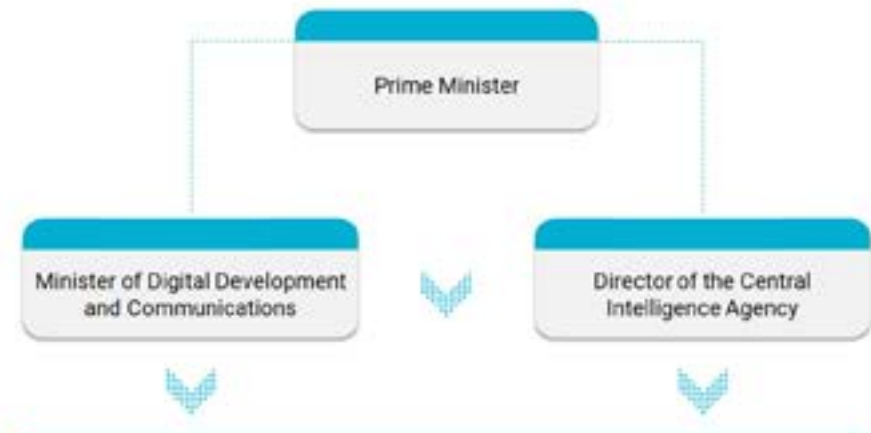 Prime Minister
Minister of Digital Development
and Communications
Director of the Central
Intelligence Agency